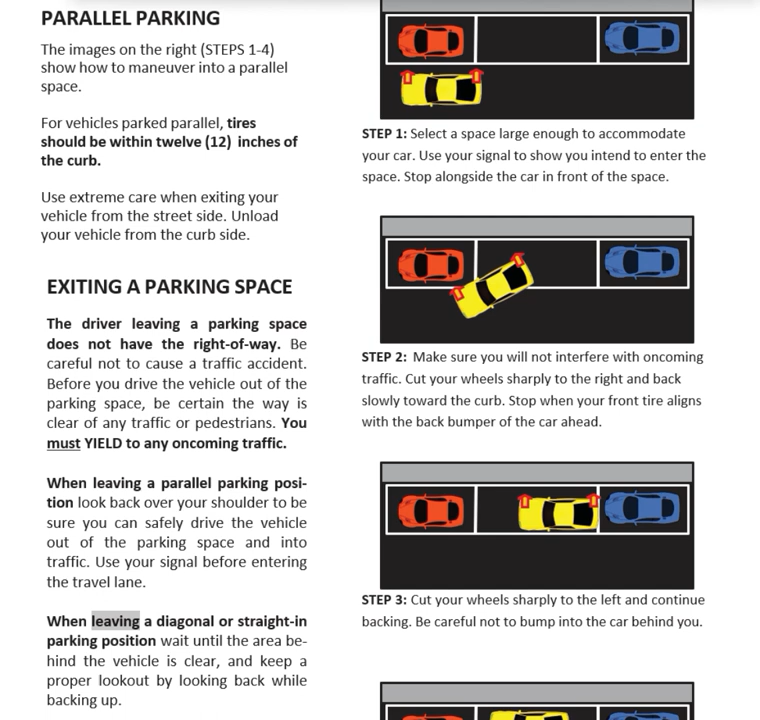 PARALLEL PARKING
The images on the right (STEPS 1-4)
show how to maneuver into a parallel
space.
For vehicles parked parallel, tires
should be within twelve (12) inches of
the curb.
Use extreme care when exiting your
vehicle from the street side. Unload
your vehicle from the curb side.
EXITING A PARKING SPACE
The driver leaving a parking space
does not have the right-of-way. Be
careful not to cause a traffic accident.
Before you drive the vehicle out of the
parking space, be certain the way is
clear of any traffic or pedestrians. You
must YIELD to any oncoming traffic.
When leaving a parallel parking posi-
tion look back over your shoulder to be
sure you can safely drive the vehicle
out of the parking space and into
traffic. Use your signal before entering
the travel lane.
When leaving a diagonal or straight-in
parking position wait until the area be-
hind the vehicle is clear, and keep a
proper lookout by looking back while
backing up.
STEP 1: Select a space large enough to accommodate
your car. Use your signal to show you intend to enter the
space. Stop alongside the car in front of the space.
STEP 2: Make sure you will not interfere with oncoming
traffic. Cut your wheels sharply to the right and back
slowly toward the curb. Stop when your front tire aligns
with the back bumper of the car ahead.
STEP 3: Cut your wheels sharply to the left and continue
backing. Be careful not to bump into the car behind you.